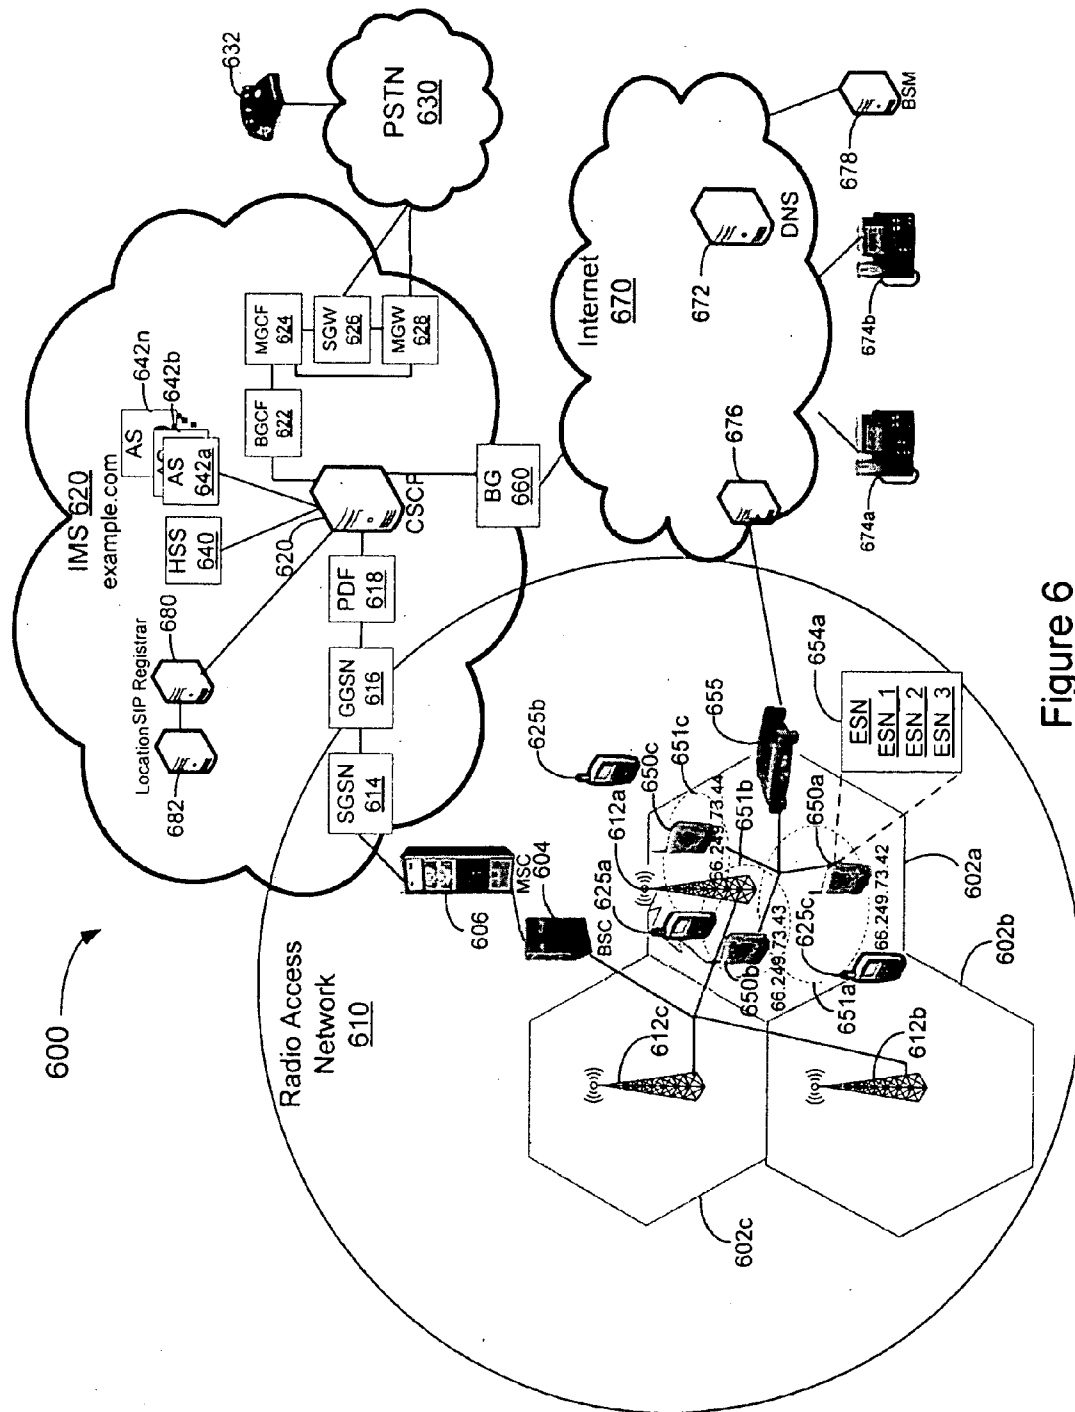 600
Radio Access
Network
610
IMS 620
example.com
Location
SIP Registrar
682
680
HSS
640
AS
642n
642b
AS
642a
620
CSCF
BGCF
622
MGCF
624
SGW
626
MGW
628
PSTN
630
632
SGSN
614
GGSN
616
PDF
618
BG
660
MSC
606
BSC
604
Internet
670
672
DNS
676
678
BSM
674a
674b
625b
650c
651c
612a
625a
66.249.73.44
651b
655
650a
654a
ESN
ESN 1
ESN 2
ESN 3
650b
66.249.73.43
625c
66.249.73.42
651a
602a
602b
602c
612c
612b
Figure 6